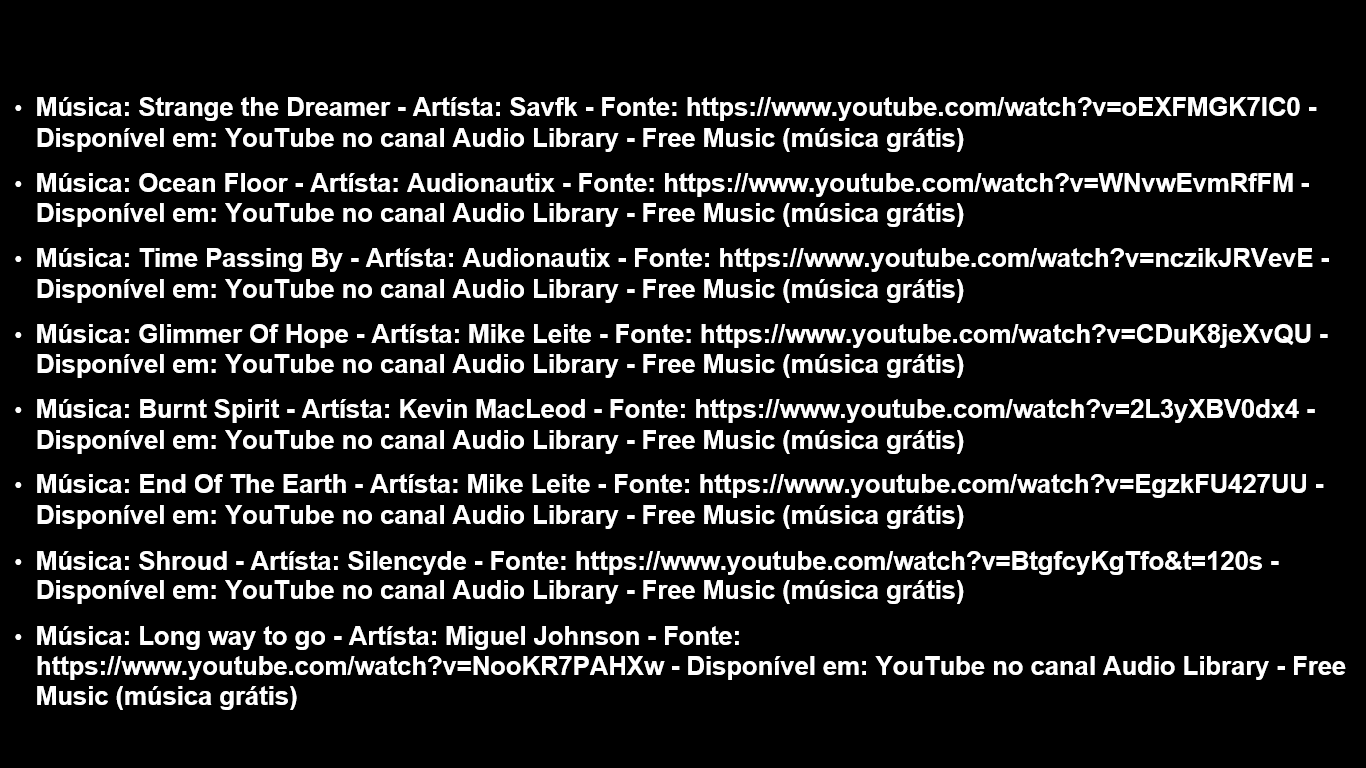 • Música: Strange the Dreamer - Artísta: Savfk - Fonte: https://www.youtube.com/watch?v=oEXFMGK7IC0 -
Disponível em: YouTube no canal Audio Library - Free Music (música grátis)
• Música: Ocean Floor - Artísta: Audionautix - Fonte: https://www.youtube.com/watch?v=WNvwEvmRfFM -
Disponível em: YouTube no canal Audio Library - Free Music (música grátis)
• Música: Time Passing By - Artísta: Audionautix - Fonte: https://www.youtube.com/watch?v=nczikJRVevE -
Disponível em: YouTube no canal Audio Library - Free Music (música grátis)
• Música: Glimmer Of Hope - Artísta: Mike Leite - Fonte: https://www.youtube.com/watch?v=CDuK8jeXvQU -
Disponível em: YouTube no canal Audio Library - Free Music (música grátis)
• Música: Burnt Spirit - Artísta: Kevin MacLeod - Fonte: https://www.youtube.com/watch?v=2L3yXBV0dx4 -
Disponível em: YouTube no canal Audio Library - Free Music (música grátis)
• Música: End Of The Earth - Artísta: Mike Leite - Fonte: https://www.youtube.com/watch?v=EgzkFU427UU -
Disponível em: YouTube no canal Audio Library - Free Music (música grátis)
• Música: Shroud - Artísta: Silencyde - Fonte: https://www.youtube.com/watch?v=BtgfcyKgTfo&t=120s -
Disponível em: YouTube no canal Audio Library - Free Music (música grátis)
• Música: Long way to go - Artísta: Miguel Johnson - Fonte:
https://www.youtube.com/watch?v=NooKR7PAHXw - Disponível em: YouTube no canal Audio Library - Free
Music (música grátis)